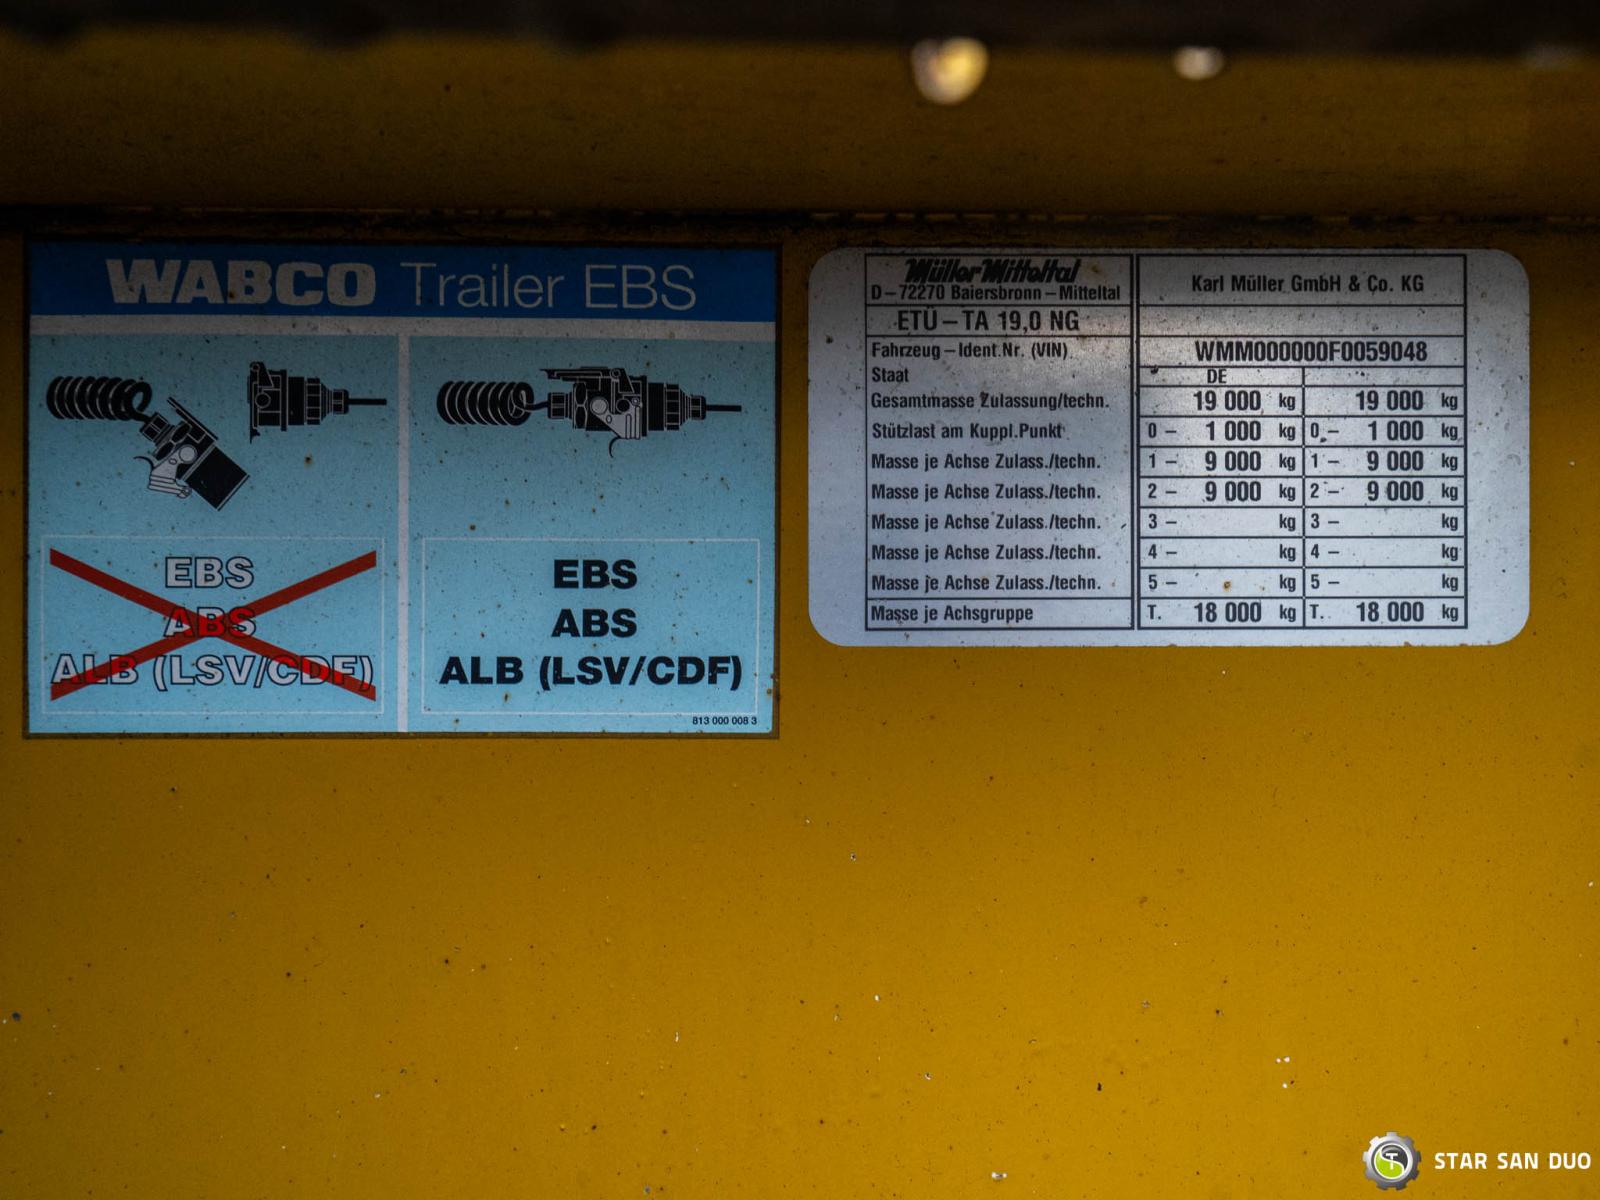 WABCO Trailer EBS
EBS
ABS
ALB (LSV/CDF)
EBS
ABS
ALB (LSV/CDF)
813 000 008 3
Müller Mitteltal
D-72270 Baiersbronn-Mitteltal
Karl Müller GmbH & Co. KG
ETÜ-TA 19,0 NG
Fahrzeug-Ident.Nr. (VIN) WMM000000F0059048
Staat DE
Gesamtmasse Zulassung/techn. 19 000 kg 19 000 kg
Stützlast am Kuppl.Punkt 0- 1 000 kg 0- 1 000 kg
Masse je Achse Zulass./techn. 1- 9 000 kg 1- 9 000 kg
Masse je Achse Zulass./techn. 2- 9 000 kg 2- 9 000 kg
Masse je Achse Zulass./techn. 3- kg 3- kg
Masse je Achse Zulass./techn. 4- kg 4- kg
Masse je Achse Zulass./techn. 5- kg 5- kg
Masse je Achsgruppe T. 18 000 kg T. 18 000 kg
STAR SAN DUO